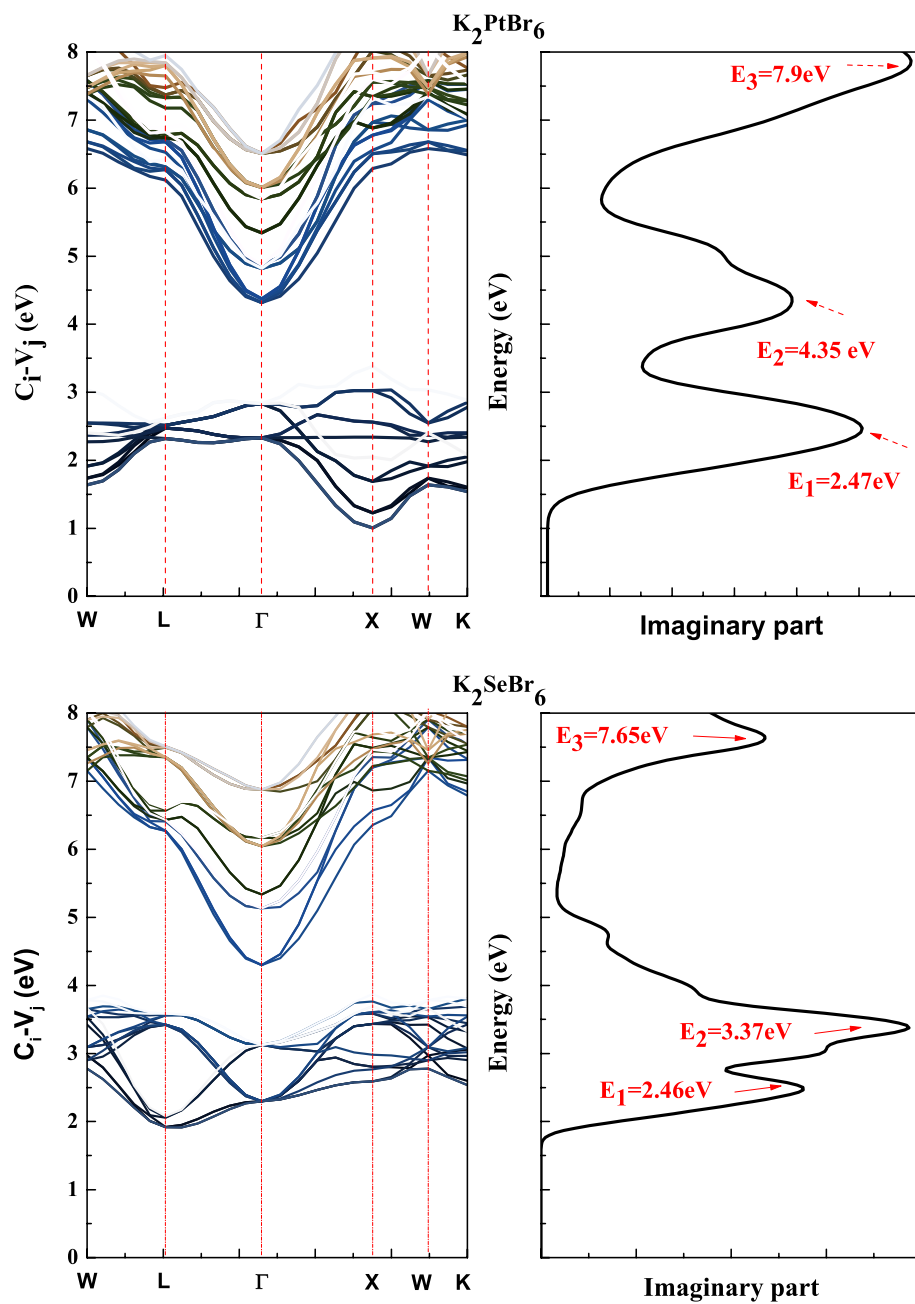 K2PtBr6
8
7
6
5
4
3
2
1
0
Ci-Vj (eV)
W L Γ X W K
Energy (eV)
E3=7.9eV
E2=4.35 eV
E1=2.47eV
Imaginary part
K2SeBr6
8
7
6
5
4
3
2
1
0
Ci-Vj (eV)
W L Γ X W K
Energy (eV)
E3=7.65eV
E2=3.37eV
E1=2.46eV
Imaginary part